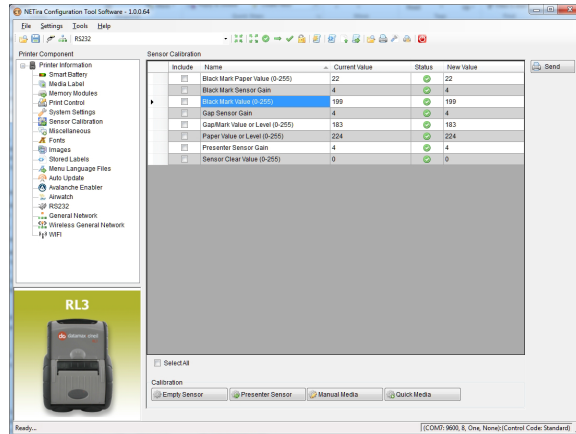 NETira Configuration Tool Software - 1.0.0.64
File Settings Tools Help
RS232
Printer Component
Printer Information
Smart Battery
Media Label
Memory Modules
Print Control
System Settings
Sensor Calibration
Miscellaneous
Fonts
Images
Stored Labels
Menu Language Files
Auto Update
Avalanche Enabler
Airwatch
RS232
General Network
Wireless General Network
WIFI
RL3
Sensor Calibration
Include Name Current Value Status New Value
Black Mark Paper Value (0-255) 22 22
Black Mark Sensor Gain 4 4
Black Mark Value (0-255) 199 199
Gap Sensor Gain 4 4
Gap/Mark Value or Level (0-255) 183 183
Paper Value or Level (0-255) 224 224
Presenter Sensor Gain 4 4
Sensor Clear Value (0-255) 0 0
Send
Select All
Calibration
Empty Sensor Presenter Sensor Manual Media Quick Media
Ready... (COM7: 9600, 8, One, None):(Control Code: Standard)